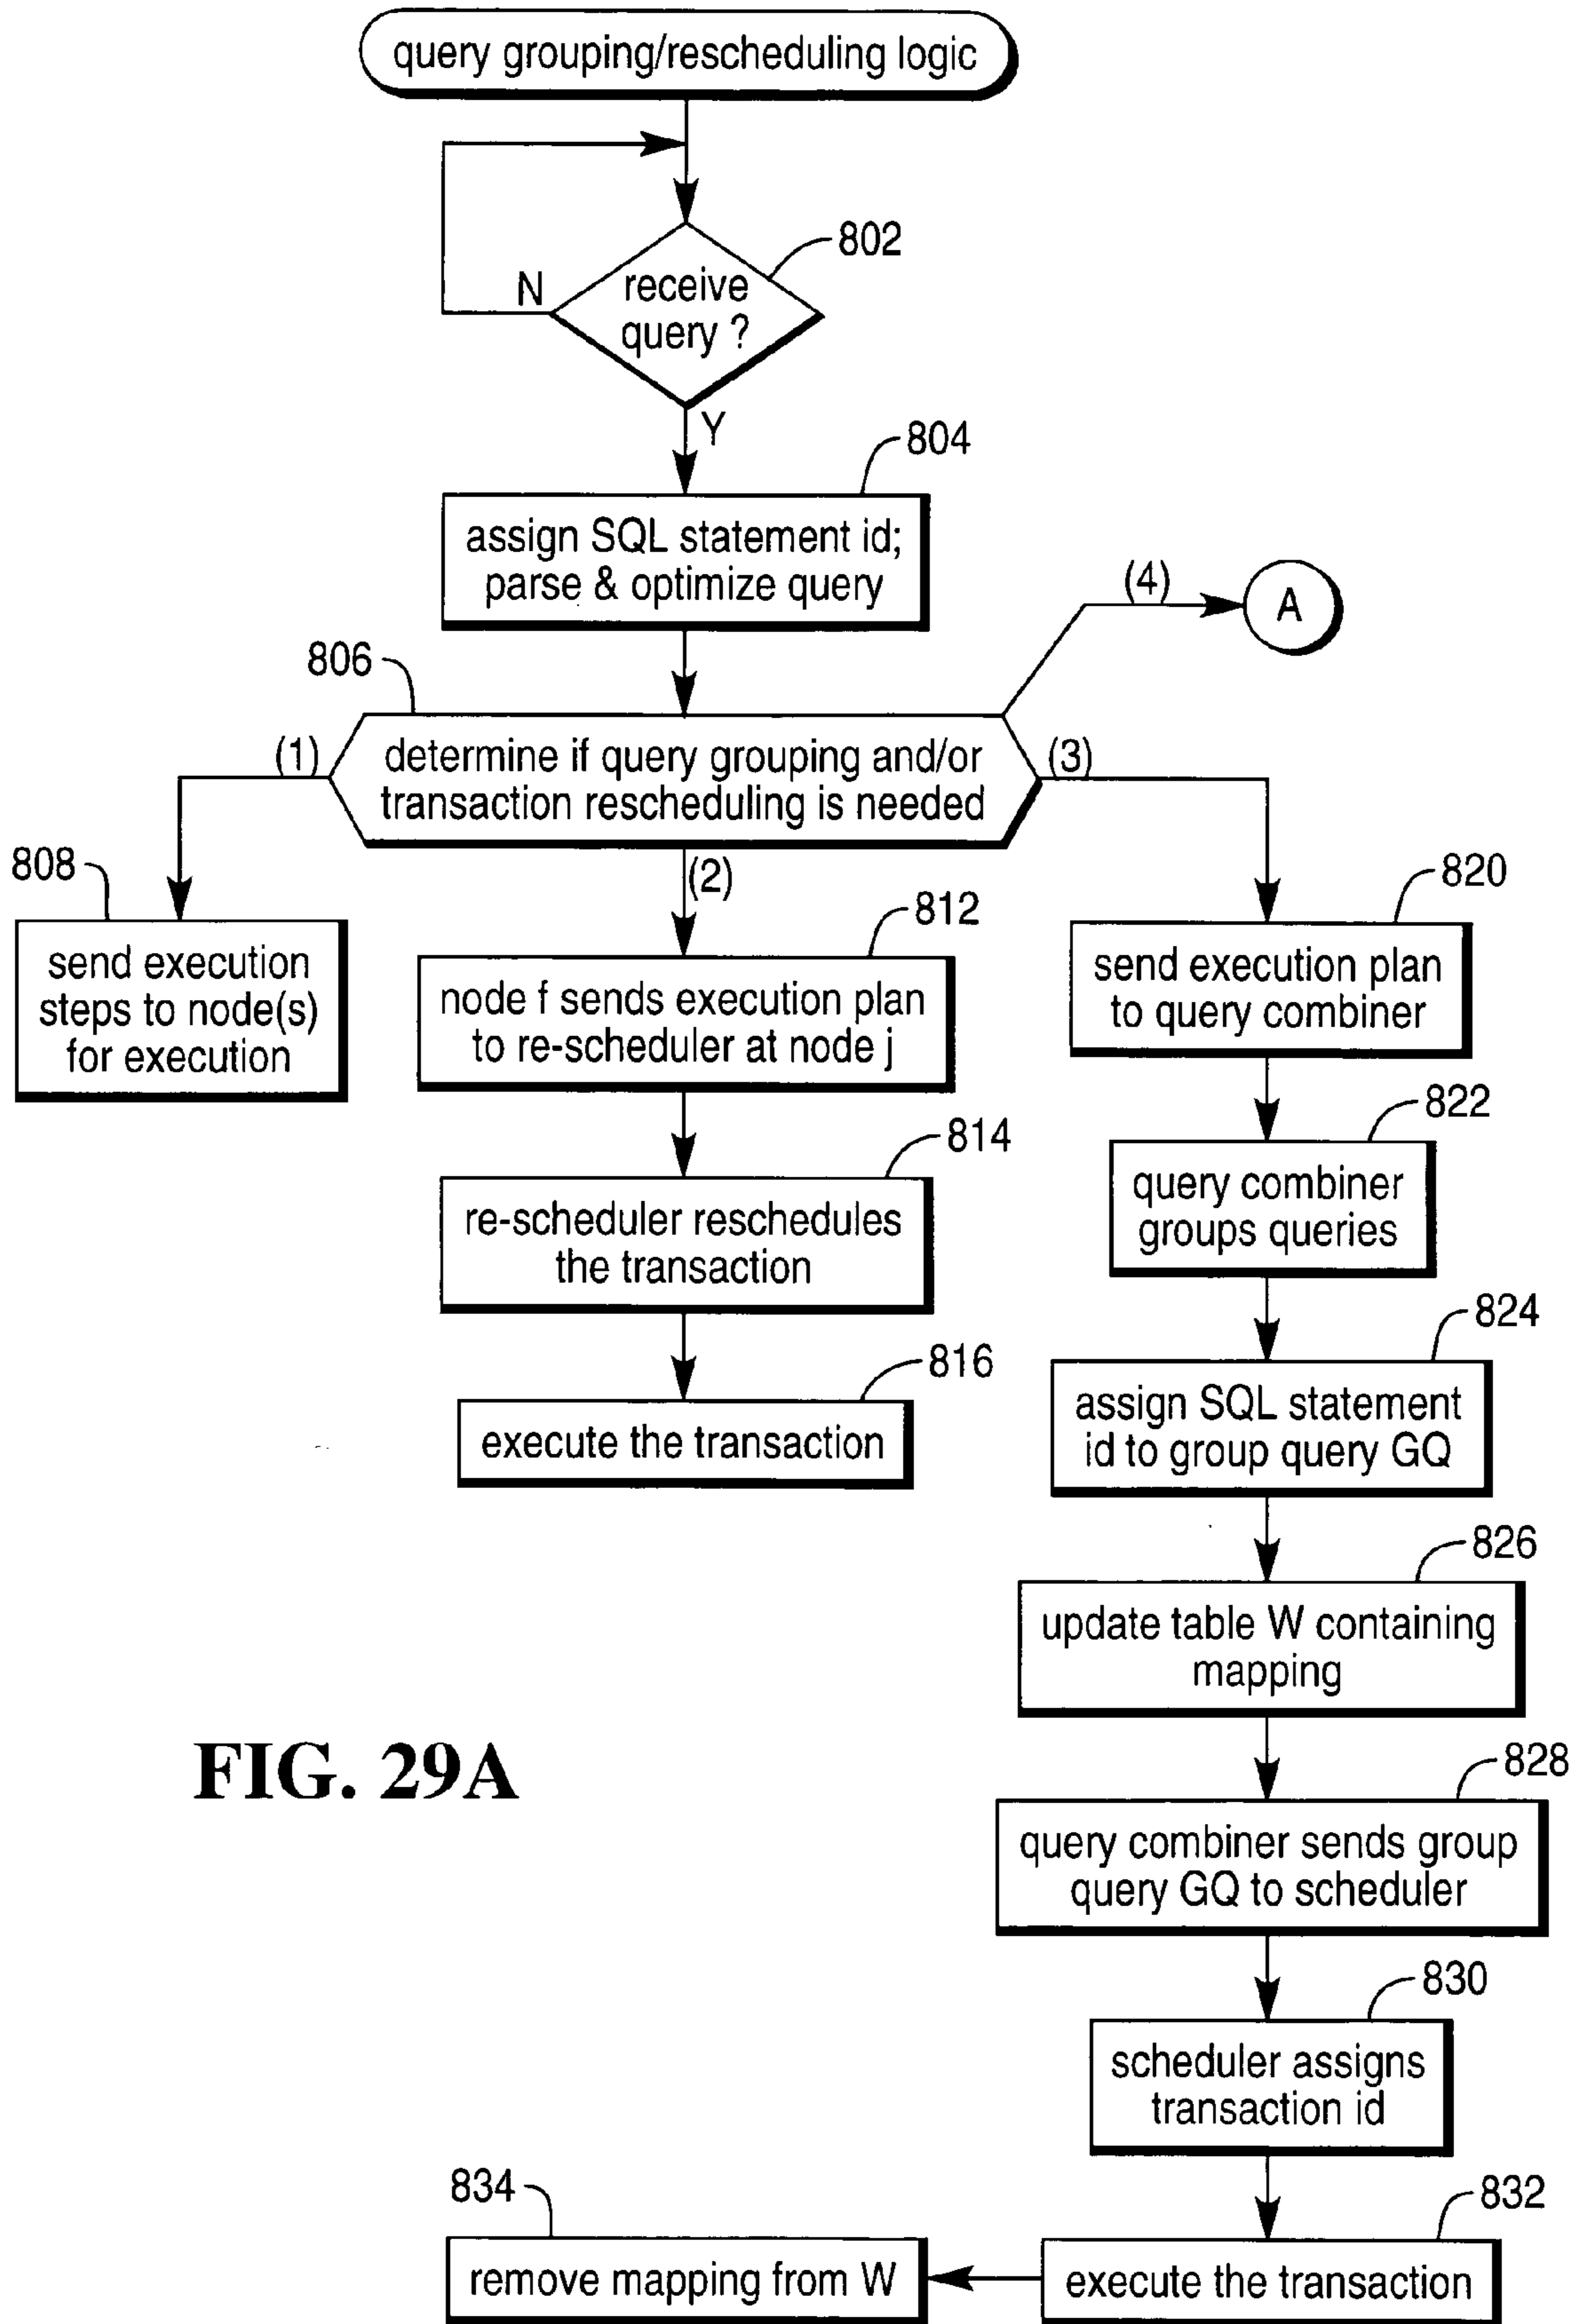 query grouping/rescheduling logic
802
N
receive
query ?
Y
804
assign SQL statement id;
parse & optimize query
(4)
A
806
(1)
determine if query grouping and/or
transaction rescheduling is needed
(3)
808
(2)
send execution
steps to node(s)
for execution
812
node f sends execution plan
to re-scheduler at node j
814
re-scheduler reschedules
the transaction
816
execute the transaction
820
send execution plan
to query combiner
822
query combiner
groups queries
824
assign SQL statement
id to group query GQ
826
update table W containing
mapping
FIG. 29A
828
query combiner sends group
query GQ to scheduler
830
scheduler assigns
transaction id
832
execute the transaction
834
remove mapping from W